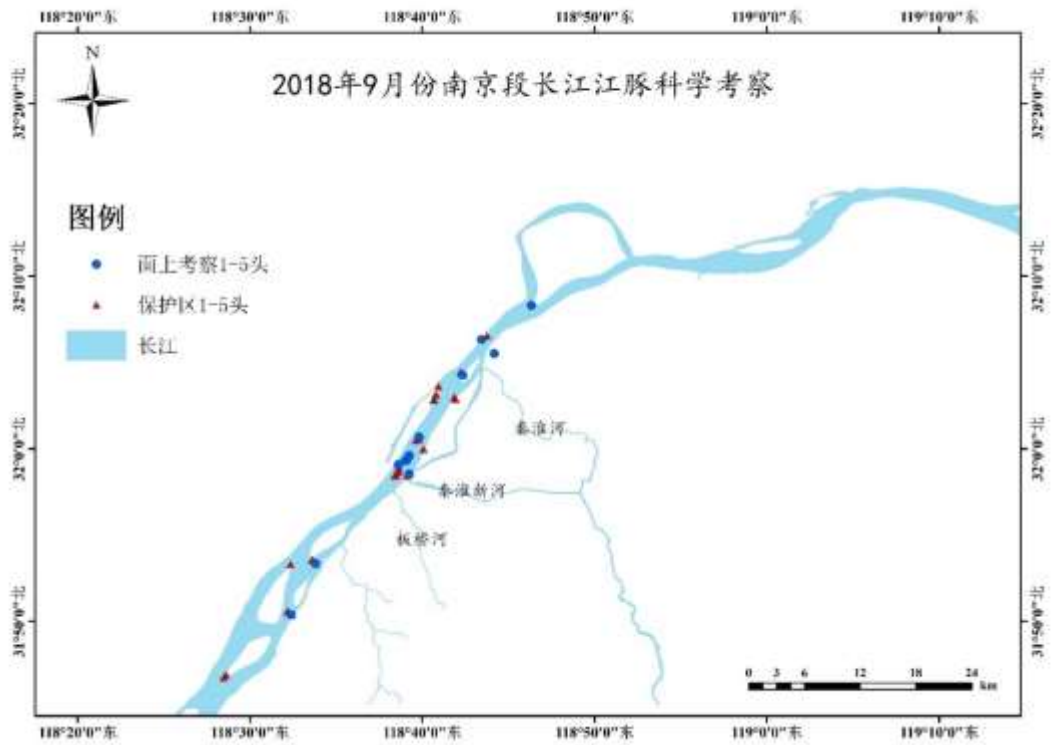 118°20'0"东 118°30'0"东 118°40'0"东 118°50'0"东 119°0'0"东 119°10'0"东
N
2018年9月份南京段长江江豚科学考察
32°20'0"北 32°20'0"北
图例
面上考察1-5头
保护区1-5头
长江
32°10'0"北 32°10'0"北
秦淮河
32°0'0"北 32°0'0"北
秦淮新河
板桥河
31°50'0"北 31°50'0"北
0 3 6 12 18 24
km
118°20'0"东 118°30'0"东 118°40'0"东 118°50'0"东 119°0'0"东 119°10'0"东